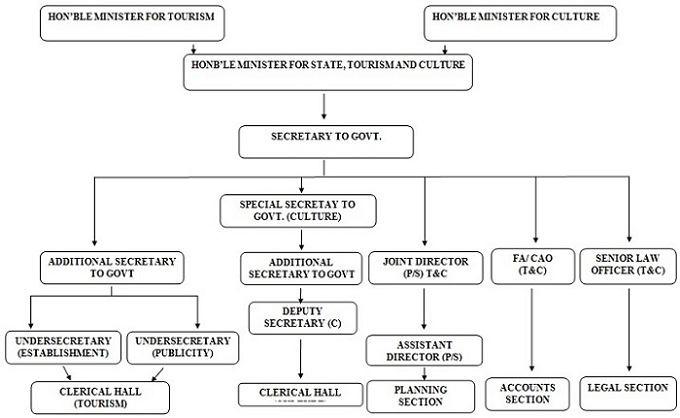 HON'BLE MINISTER FOR TOURISM
HON'BLE MINISTER FOR CULTURE
HONB'LE MINISTER FOR STATE, TOURISM AND CULTURE
SECRETARY TO GOVT.
SPECIAL SECRETAY TO
GOVT. (CULTURE)
ADDITIONAL SECRETARY
TO GOVT
ADDITIONAL
SECRETARY TO GOVT
JOINT DIRECTOR
(P/S) T&C
FA/ CAO
(T&C)
SENIOR LAW
OFFICER (T&C)
DEPUTY
SECRETARY (C)
UNDERSECRETARY
(ESTABLISHMENT)
UNDERSECRETARY
(PUBLICITY)
ASSISTANT
DIRECTOR (P/S)
CLERICAL HALL
(TOURISM)
CLERICAL HALL
PLANNING
SECTION
ACCOUNTS
SECTION
LEGAL SECTION